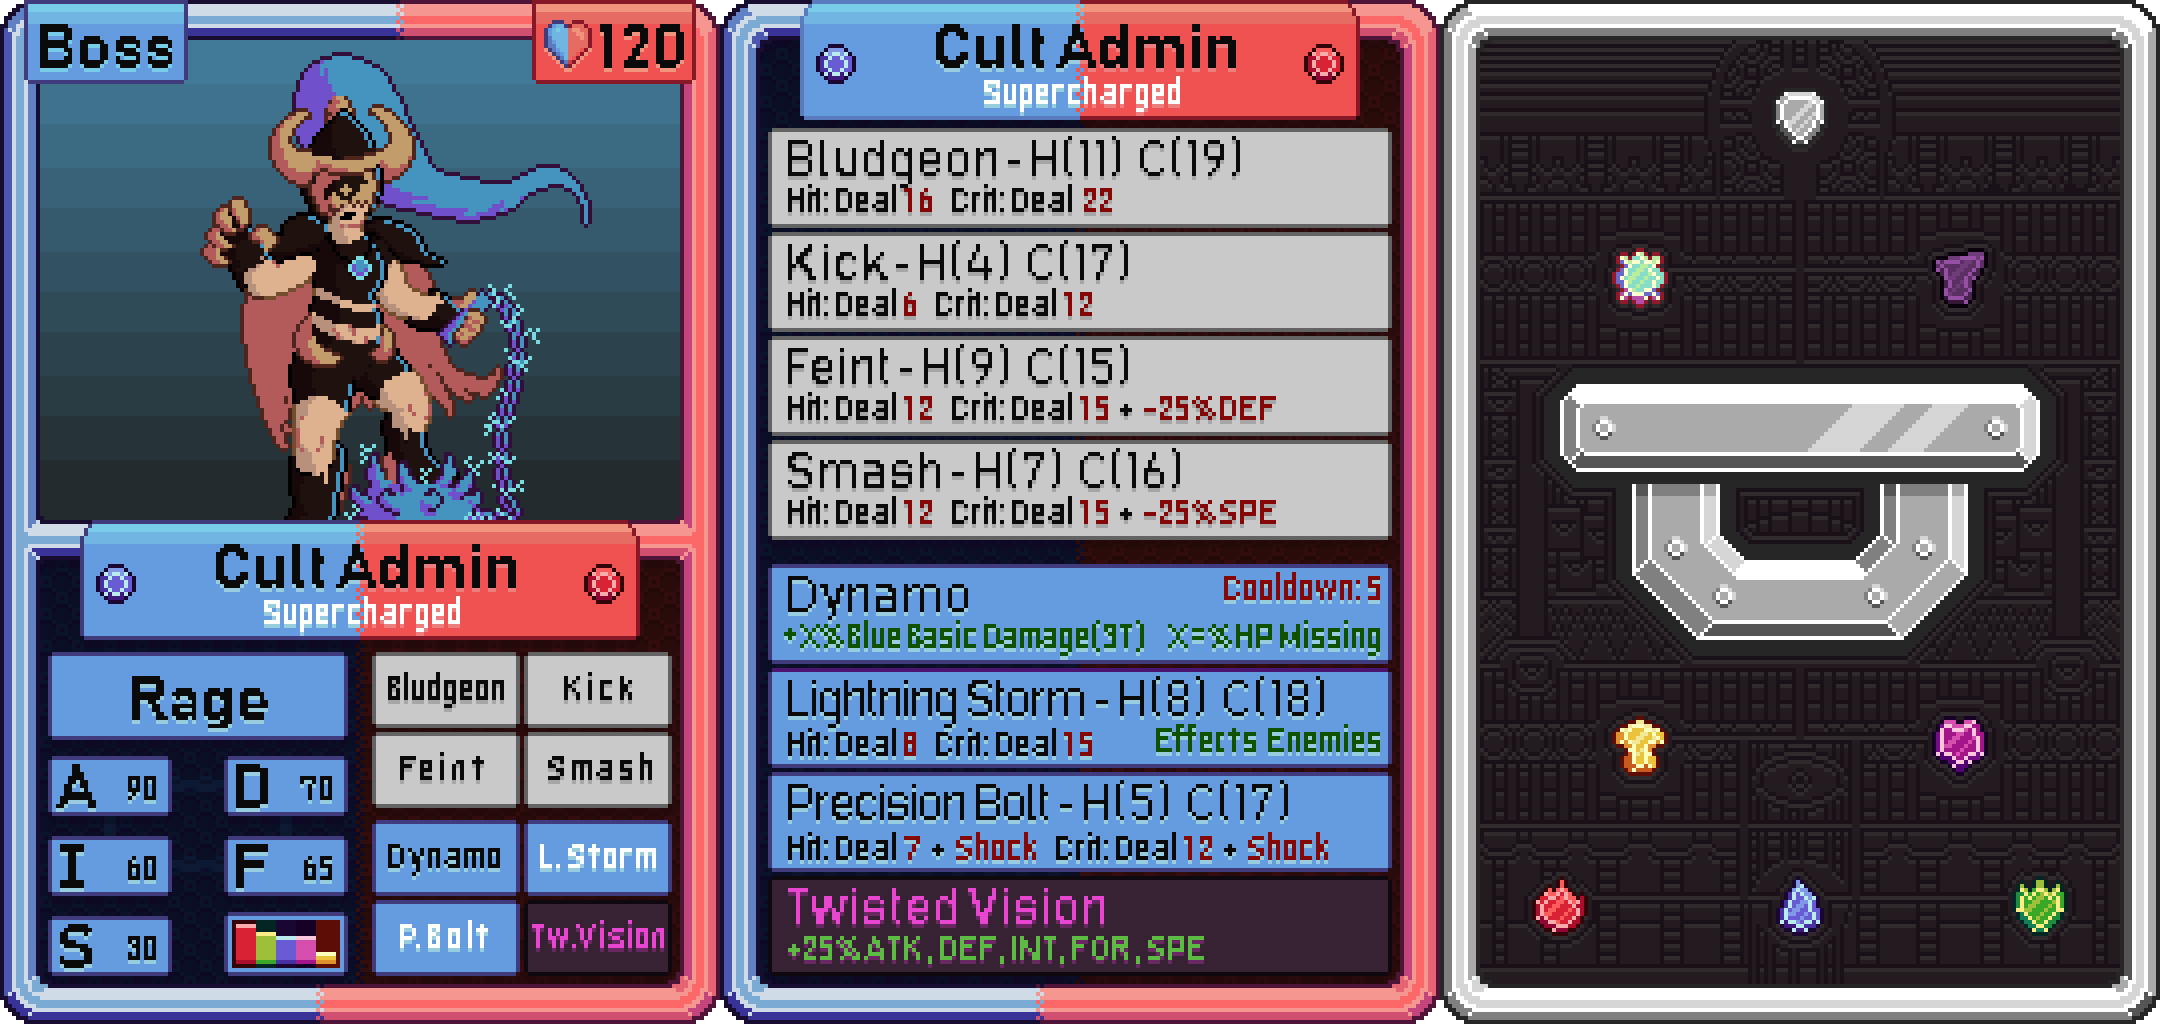 Boss
120
Cult Admin
Supercharged
Rage
A 90
D 70
I 60
F 65
S 30
Bludgeon
Kick
Feint
Smash
Dynamo
L.Storm
P.Bolt
Tw.Vision
Cult Admin
Supercharged
Bludgeon - H(11) C(19)
Hit: Deal 16 Crit: Deal 22
Kick - H(4) C(17)
Hit: Deal 6 Crit: Deal 12
Feint - H(9) C(15)
Hit: Deal 12 Crit: Deal 15 + -25% DEF
Smash - H(7) C(16)
Hit: Deal 12 Crit: Deal 15 + -25% SPE
Dynamo
Cooldown: 5
+X% Blue Basic Damage(3T) X=%HP Missing
Lightning Storm - H(8) C(18)
Hit: Deal 8 Crit: Deal 15 Effects Enemies
Precision Bolt - H(5) C(17)
Hit: Deal 7 + Shock Crit: Deal 12 + Shock
Twisted Vision
+25% ATK, DEF, INT, FOR, SPE